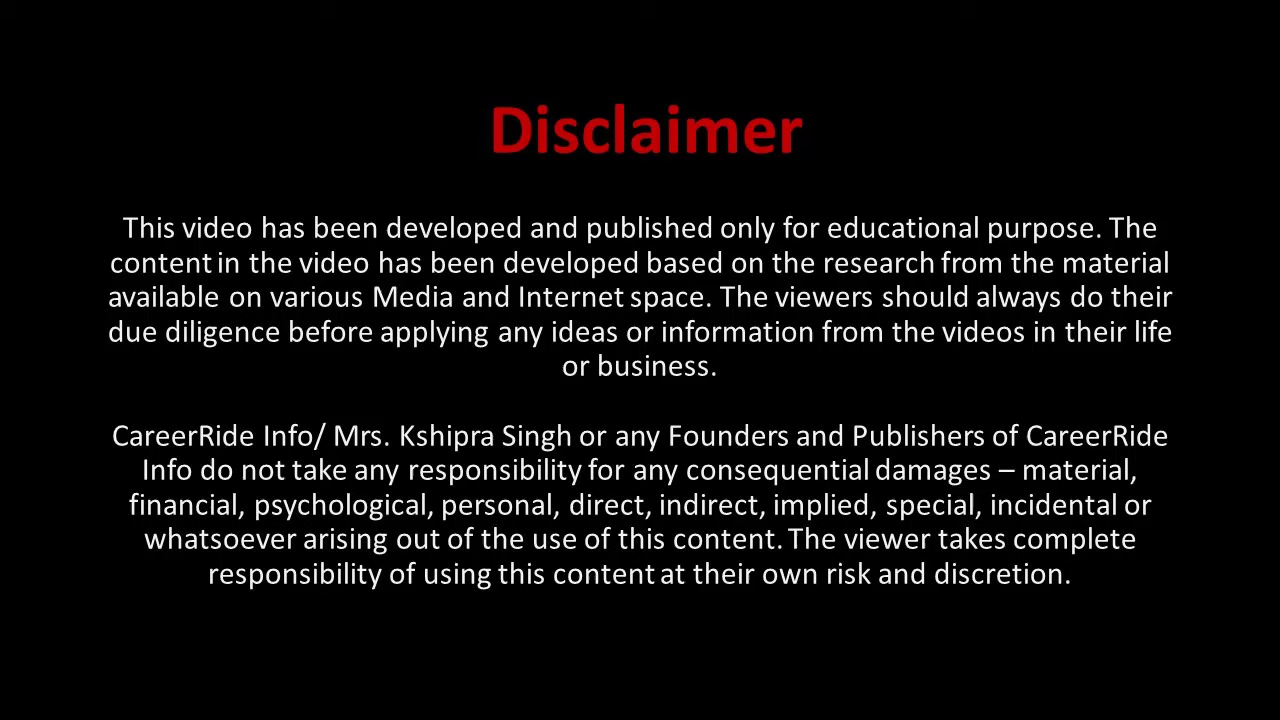 Disclaimer
This video has been developed and published only for educational purpose. The
content in the video has been developed based on the research from the material
available on various Media and Internet space. The viewers should always do their
due diligence before applying any ideas or information from the videos in their life
or business.
CareerRide Info/ Mrs. Kshipra Singh or any Founders and Publishers of CareerRide
Info do not take any responsibility for any consequential damages – material,
financial, psychological, personal, direct, indirect, implied, special, incidental or
whatsoever arising out of the use of this content. The viewer takes complete
responsibility of using this content at their own risk and discretion.